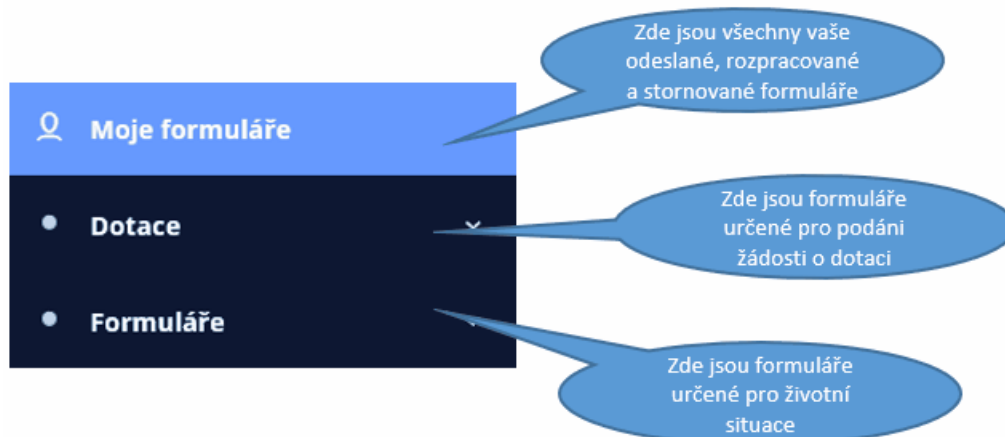 Zde jsou všechny vaše
odeslané, rozpracované
a stornované formuláře
Moje formuláře
Zde jsou formuláře
určené pro podáni
žádosti o dotaci
Dotace
Formuláře
Zde jsou formuláře
určené pro životní
situace